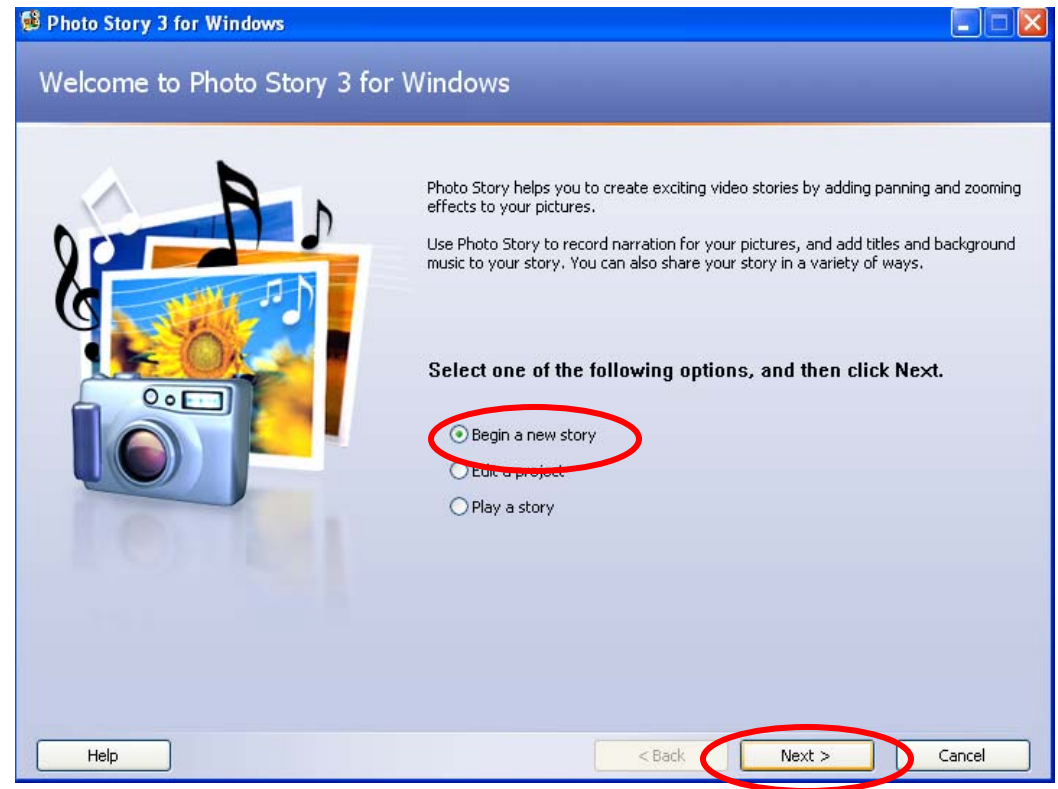 Photo Story 3 for Windows
Welcome to Photo Story 3 for Windows
Photo Story helps you to create exciting video stories by adding panning and zooming
effects to your pictures.
Use Photo Story to record narration for your pictures, and add titles and background
music to your story. You can also share your story in a variety of ways.
Select one of the following options, and then click Next.
Begin a new story
Edit a project
Play a story
Help
< Back
Next >
Cancel